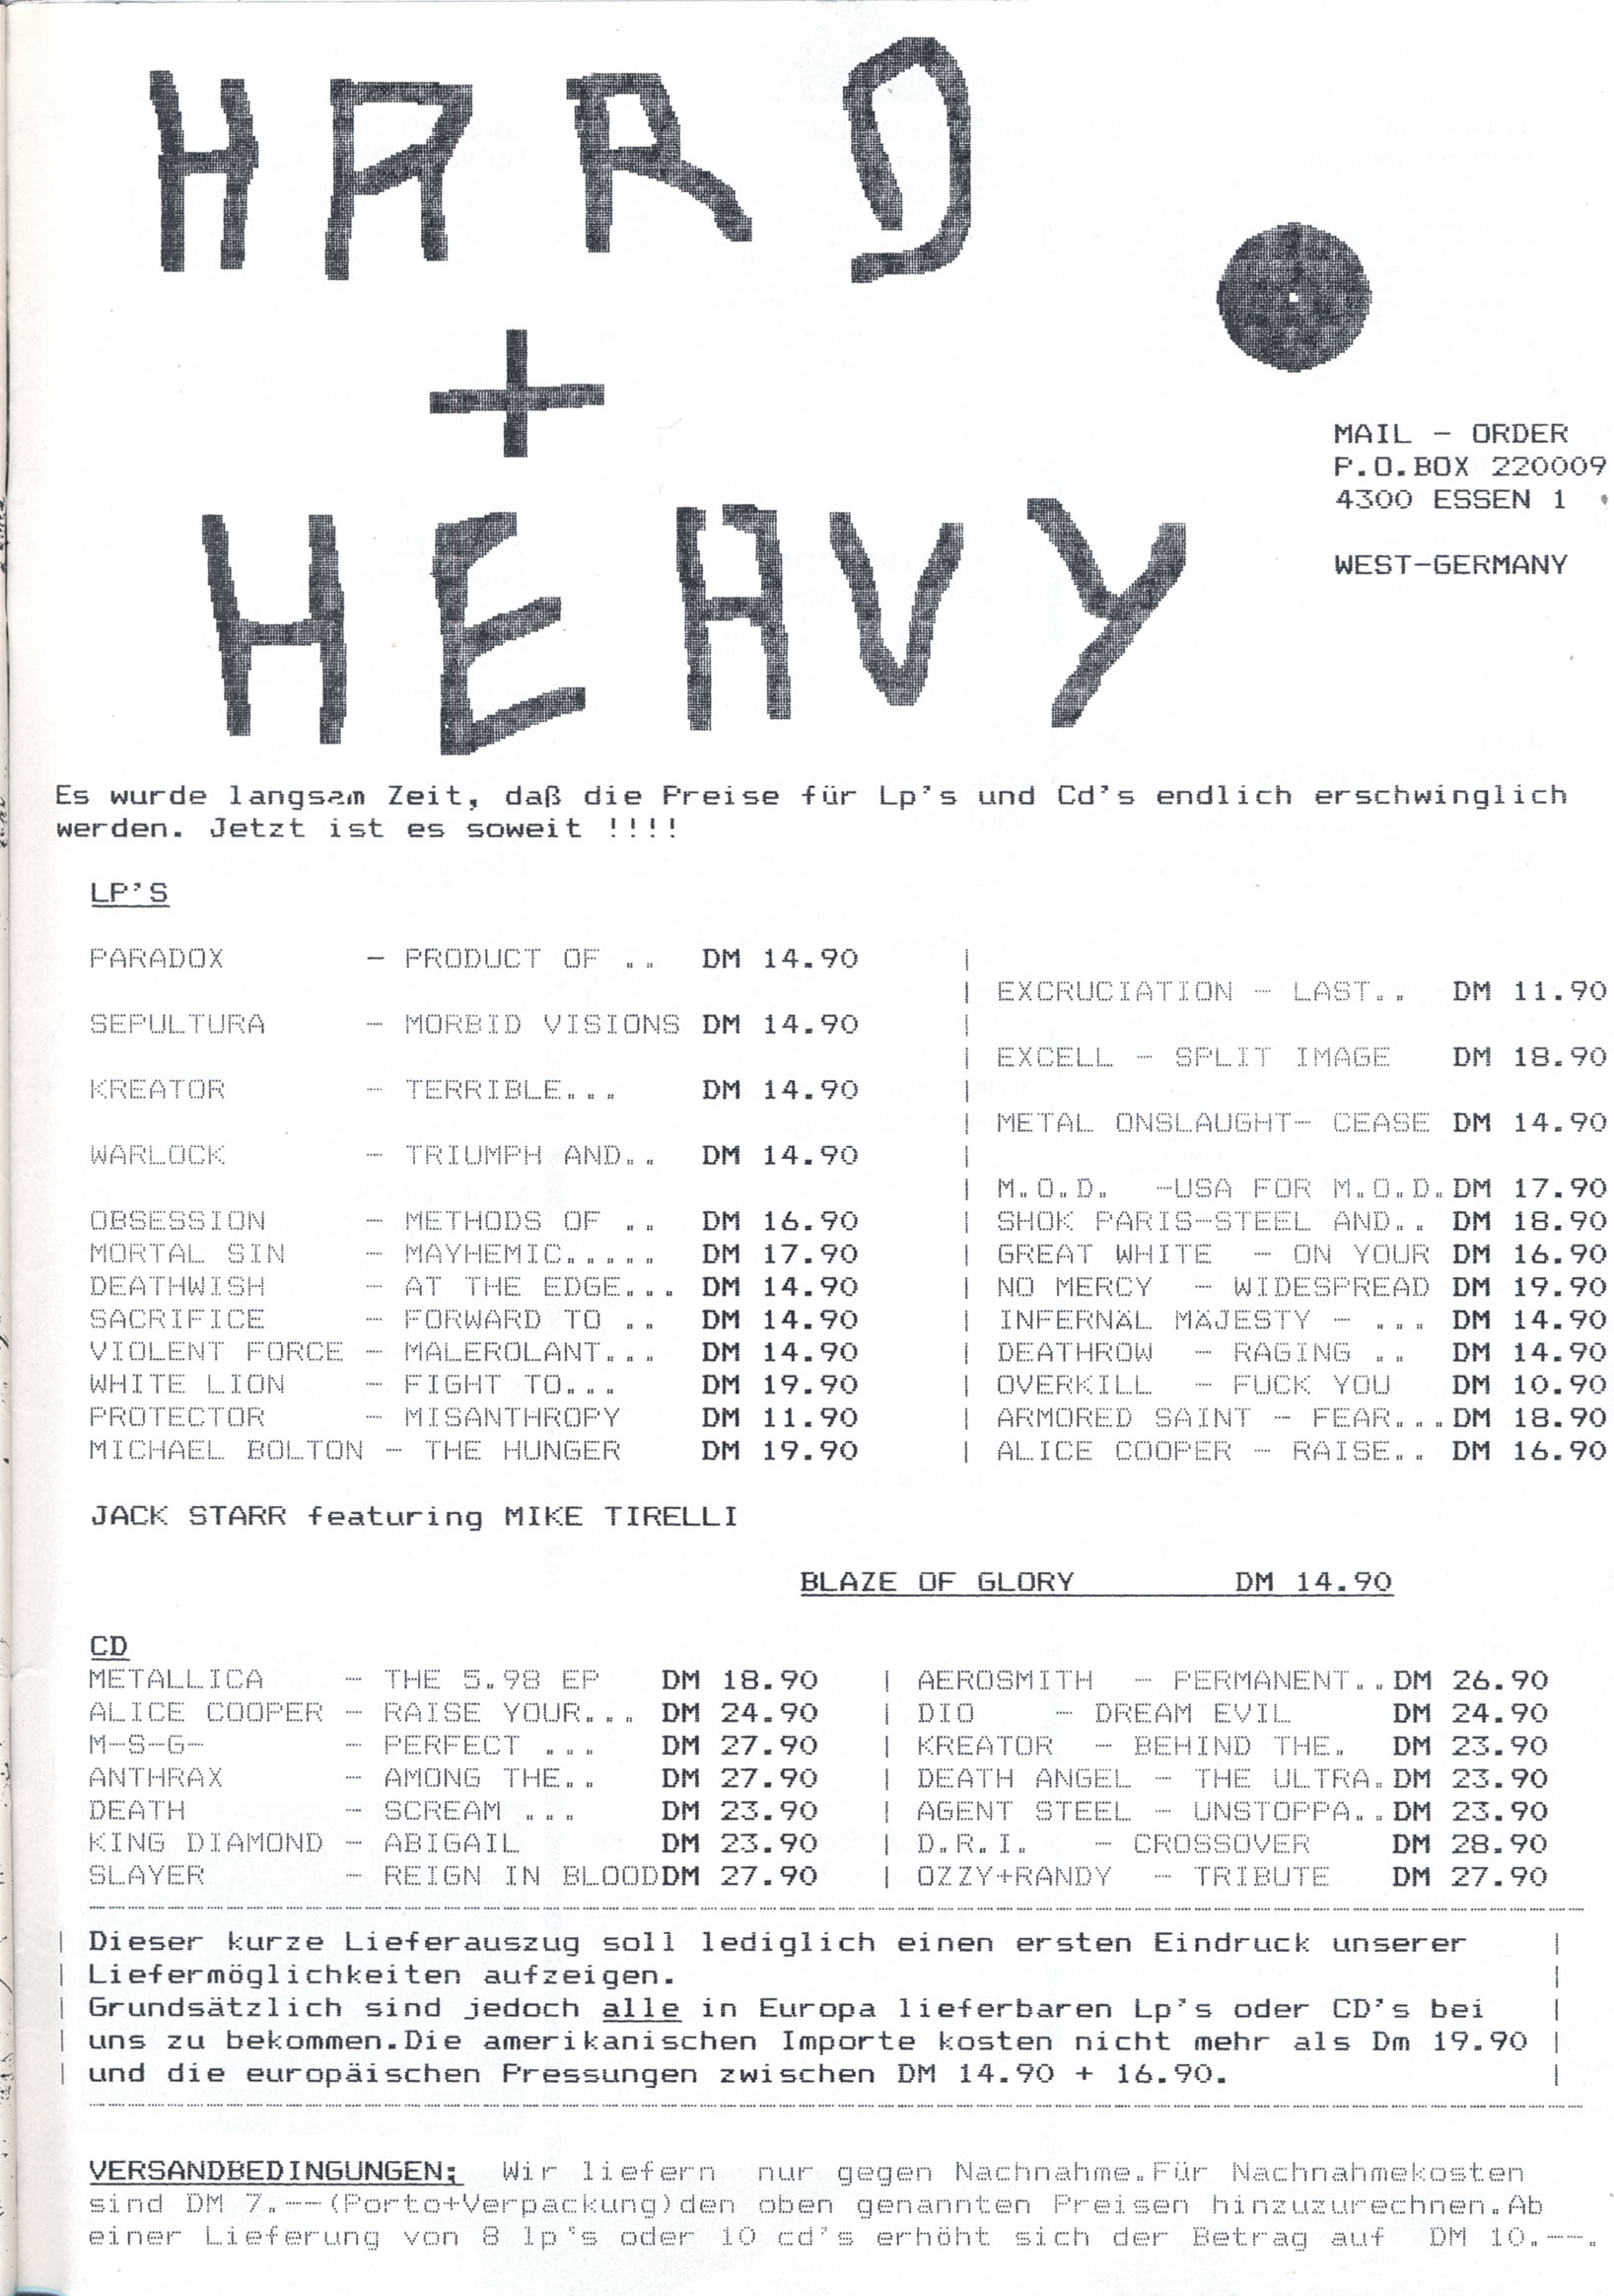 HARD
+
HEAVY
MAIL - ORDER
P.O.BOX 220009
4300 ESSEN 1
WEST-GERMANY
Es wurde langsam Zeit, daß die Preise für Lp's und Cd's endlich erschwinglich
werden. Jetzt ist es soweit !!!!
LP'S
PARADOX - PRODUCT OF .. DM 14.90 |
| EXCRUCIATION - LAST.. DM 11.90
SEPULTURA - MORBID VISIONS DM 14.90 |
| EXCELL - SPLIT IMAGE DM 18.90
KREATOR - TERRIBLE... DM 14.90 |
| METAL ONSLAUGHT- CEASE DM 14.90
WARLOCK - TRIUMPH AND.. DM 14.90 |
| M.O.D. -USA FOR M.O.D.DM 17.90
OBSESSION - METHODS OF .. DM 16.90 | SHOK PARIS-STEEL AND.. DM 18.90
MORTAL SIN - MAYHEMIC..... DM 17.90 | GREAT WHITE - ON YOUR DM 16.90
DEATHWISH - AT THE EDGE... DM 14.90 | NO MERCY - WIDESPREAD DM 19.90
SACRIFICE - FORWARD TO .. DM 14.90 | INFERNÄL MÄJESTY - ... DM 14.90
VIOLENT FORCE - MALEROLANT... DM 14.90 | DEATHROW - RAGING .. DM 14.90
WHITE LION - FIGHT TO... DM 19.90 | OVERKILL - FUCK YOU DM 10.90
PROTECTOR - MISANTHROPY DM 11.90 | ARMORED SAINT - FEAR...DM 18.90
MICHAEL BOLTON - THE HUNGER DM 19.90 | ALICE COOPER - RAISE.. DM 16.90
JACK STARR featuring MIKE TIRELLI
BLAZE OF GLORY DM 14.90
CD
METALLICA - THE 5.98 EP DM 18.90 | AEROSMITH - PERMANENT..DM 26.90
ALICE COOPER - RAISE YOUR... DM 24.90 | DIO - DREAM EVIL DM 24.90
M-S-G- - PERFECT ... DM 27.90 | KREATOR - BEHIND THE. DM 23.90
ANTHRAX - AMONG THE.. DM 27.90 | DEATH ANGEL - THE ULTRA.DM 23.90
DEATH - SCREAM ... DM 23.90 | AGENT STEEL - UNSTOPPA..DM 23.90
KING DIAMOND - ABIGAIL DM 23.90 | D.R.I. - CROSSOVER DM 28.90
SLAYER - REIGN IN BLOODDM 27.90 | OZZY+RANDY - TRIBUTE DM 27.90
| Dieser kurze Lieferauszug soll lediglich einen ersten Eindruck unserer |
| Liefermöglichkeiten aufzeigen. |
| Grundsätzlich sind jedoch alle in Europa lieferbaren Lp's oder CD's bei |
| uns zu bekommen.Die amerikanischen Importe kosten nicht mehr als Dm 19.90 |
| und die europäischen Pressungen zwischen DM 14.90 + 16.90. |
VERSANDBEDINGUNGEN: Wir liefern nur gegen Nachnahme.Für Nachnahmekosten
sind DM 7.--(Porto+Verpackung)den oben genannten Preisen hinzuzurechnen.Ab
einer Lieferung von 8 lp's oder 10 cd's erhöht sich der Betrag auf DM 10.--.